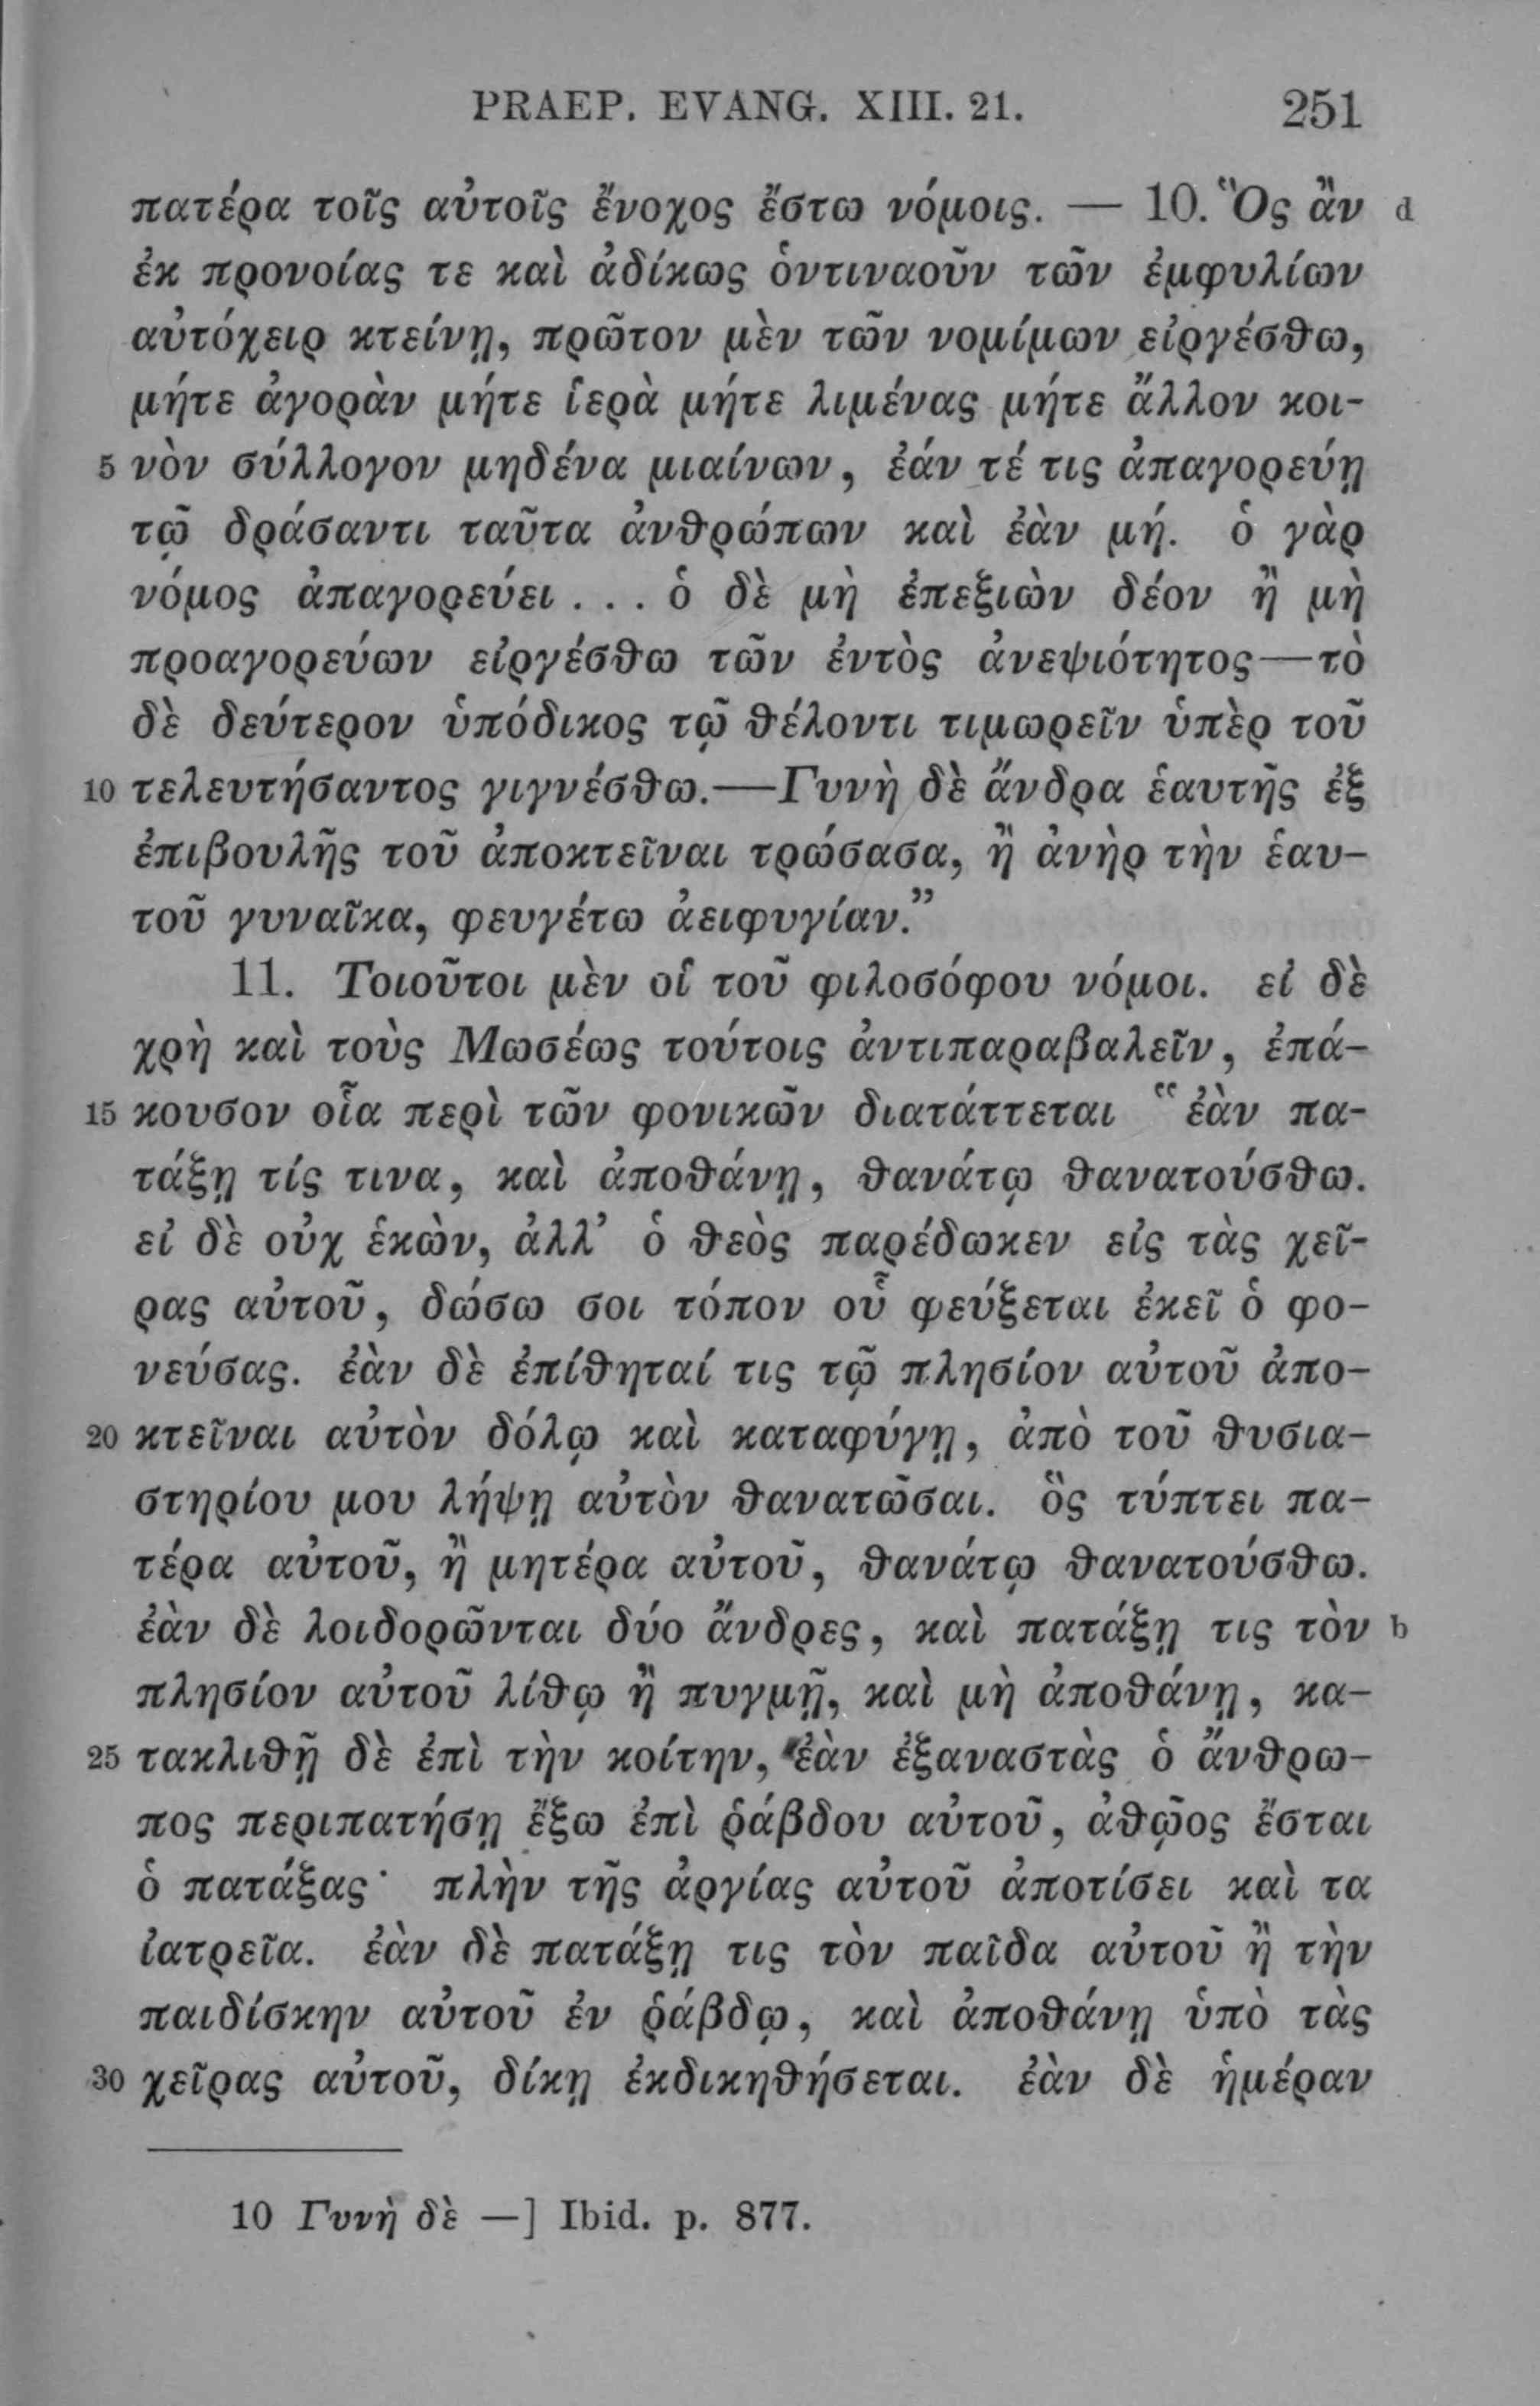 PRAEP. EVANG. XIII. 21. 251
πατέρα τοῖς αὐτοῖς ἔνοχος ἔστω νόμοις. — 10. Ὃς ἂν d
ἐκ προνοίας τε καὶ ἀδίκως ὁντιναοῦν τῶν ἐμφυλίων
αὐτόχειρ κτείνῃ, πρῶτον μὲν τῶν νομίμων εἰργέσθω,
μήτε ἀγορὰν μήτε ἱερὰ μήτε λιμένας μήτε ἄλλον κοι-
5 νὸν σύλλογον μηδένα μιαίνων, ἐάν τέ τις ἀπαγορεύῃ
τῷ δράσαντι ταῦτα ἀνθρώπων καὶ ἐὰν μή. ὁ γὰρ
νόμος ἀπαγορεύει . . . ὁ δὲ μὴ ἐπεξιὼν δέον ἢ μὴ
προαγορεύων εἰργέσθω τῶν ἐντὸς ἀνεψιότητος—τὸ
δὲ δεύτερον ὑπόδικος τῷ θέλοντι τιμωρεῖν ὑπὲρ τοῦ
10 τελευτήσαντος γιγνέσθω.—Γυνὴ δὲ ἄνδρα ἑαυτῆς ἐξ
ἐπιβουλῆς τοῦ ἀποκτεῖναι τρώσασα, ἢ ἀνὴρ τὴν ἑαυ-
τοῦ γυναῖκα, φευγέτω ἀειφυγίαν.”
11. Τοιοῦτοι μὲν οἱ τοῦ φιλοσόφου νόμοι. εἰ δὲ
χρὴ καὶ τοὺς Μωσέως τούτοις ἀντιπαραβαλεῖν, ἐπά-
15 κουσον οἷα περὶ τῶν φονικῶν διατάττεται “ἐὰν πα-
τάξῃ τίς τινα, καὶ ἀποθάνῃ, θανάτῳ θανατούσθω.
εἰ δὲ οὐχ ἑκὼν, ἀλλ’ ὁ θεὸς παρέδωκεν εἰς τὰς χεῖ-
ρας αὐτοῦ, δώσω σοι τόπον οὗ φεύξεται ἐκεῖ ὁ φο-
νεύσας. ἐὰν δὲ ἐπίθηταί τις τῷ πλησίον αὐτοῦ ἀπο-
20 κτεῖναι αὐτὸν δόλῳ καὶ καταφύγῃ, ἀπὸ τοῦ θυσια-
στηρίου μου λήψῃ αὐτὸν θανατῶσαι. ὃς τύπτει πα-
τέρα αὐτοῦ, ἢ μητέρα αὐτοῦ, θανάτῳ θανατούσθω.
ἐὰν δὲ λοιδορῶνται δύο ἄνδρες, καὶ πατάξῃ τις τὸν b
πλησίον αὐτοῦ λίθῳ ἢ πυγμῇ, καὶ μὴ ἀποθάνῃ, κα-
25 τακλιθῇ δὲ ἐπὶ τὴν κοίτην, ἐὰν ἐξαναστὰς ὁ ἄνθρω-
πος περιπατήσῃ ἔξω ἐπὶ ῥάβδου αὐτοῦ, ἀθῷος ἔσται
ὁ πατάξας· πλὴν τῆς ἀργίας αὐτοῦ ἀποτίσει καὶ τα
ἰατρεῖα. ἐὰν δὲ πατάξῃ τις τὸν παῖδα αὐτοῦ ἢ τὴν
παιδίσκην αὐτοῦ ἐν ῥάβδῳ, καὶ ἀποθάνῃ ὑπὸ τὰς
30 χεῖρας αὐτοῦ, δίκῃ ἐκδικηθήσεται. ἐὰν δὲ ἡμέραν
10 Γυνὴ δὲ —] Ibid. p. 877.